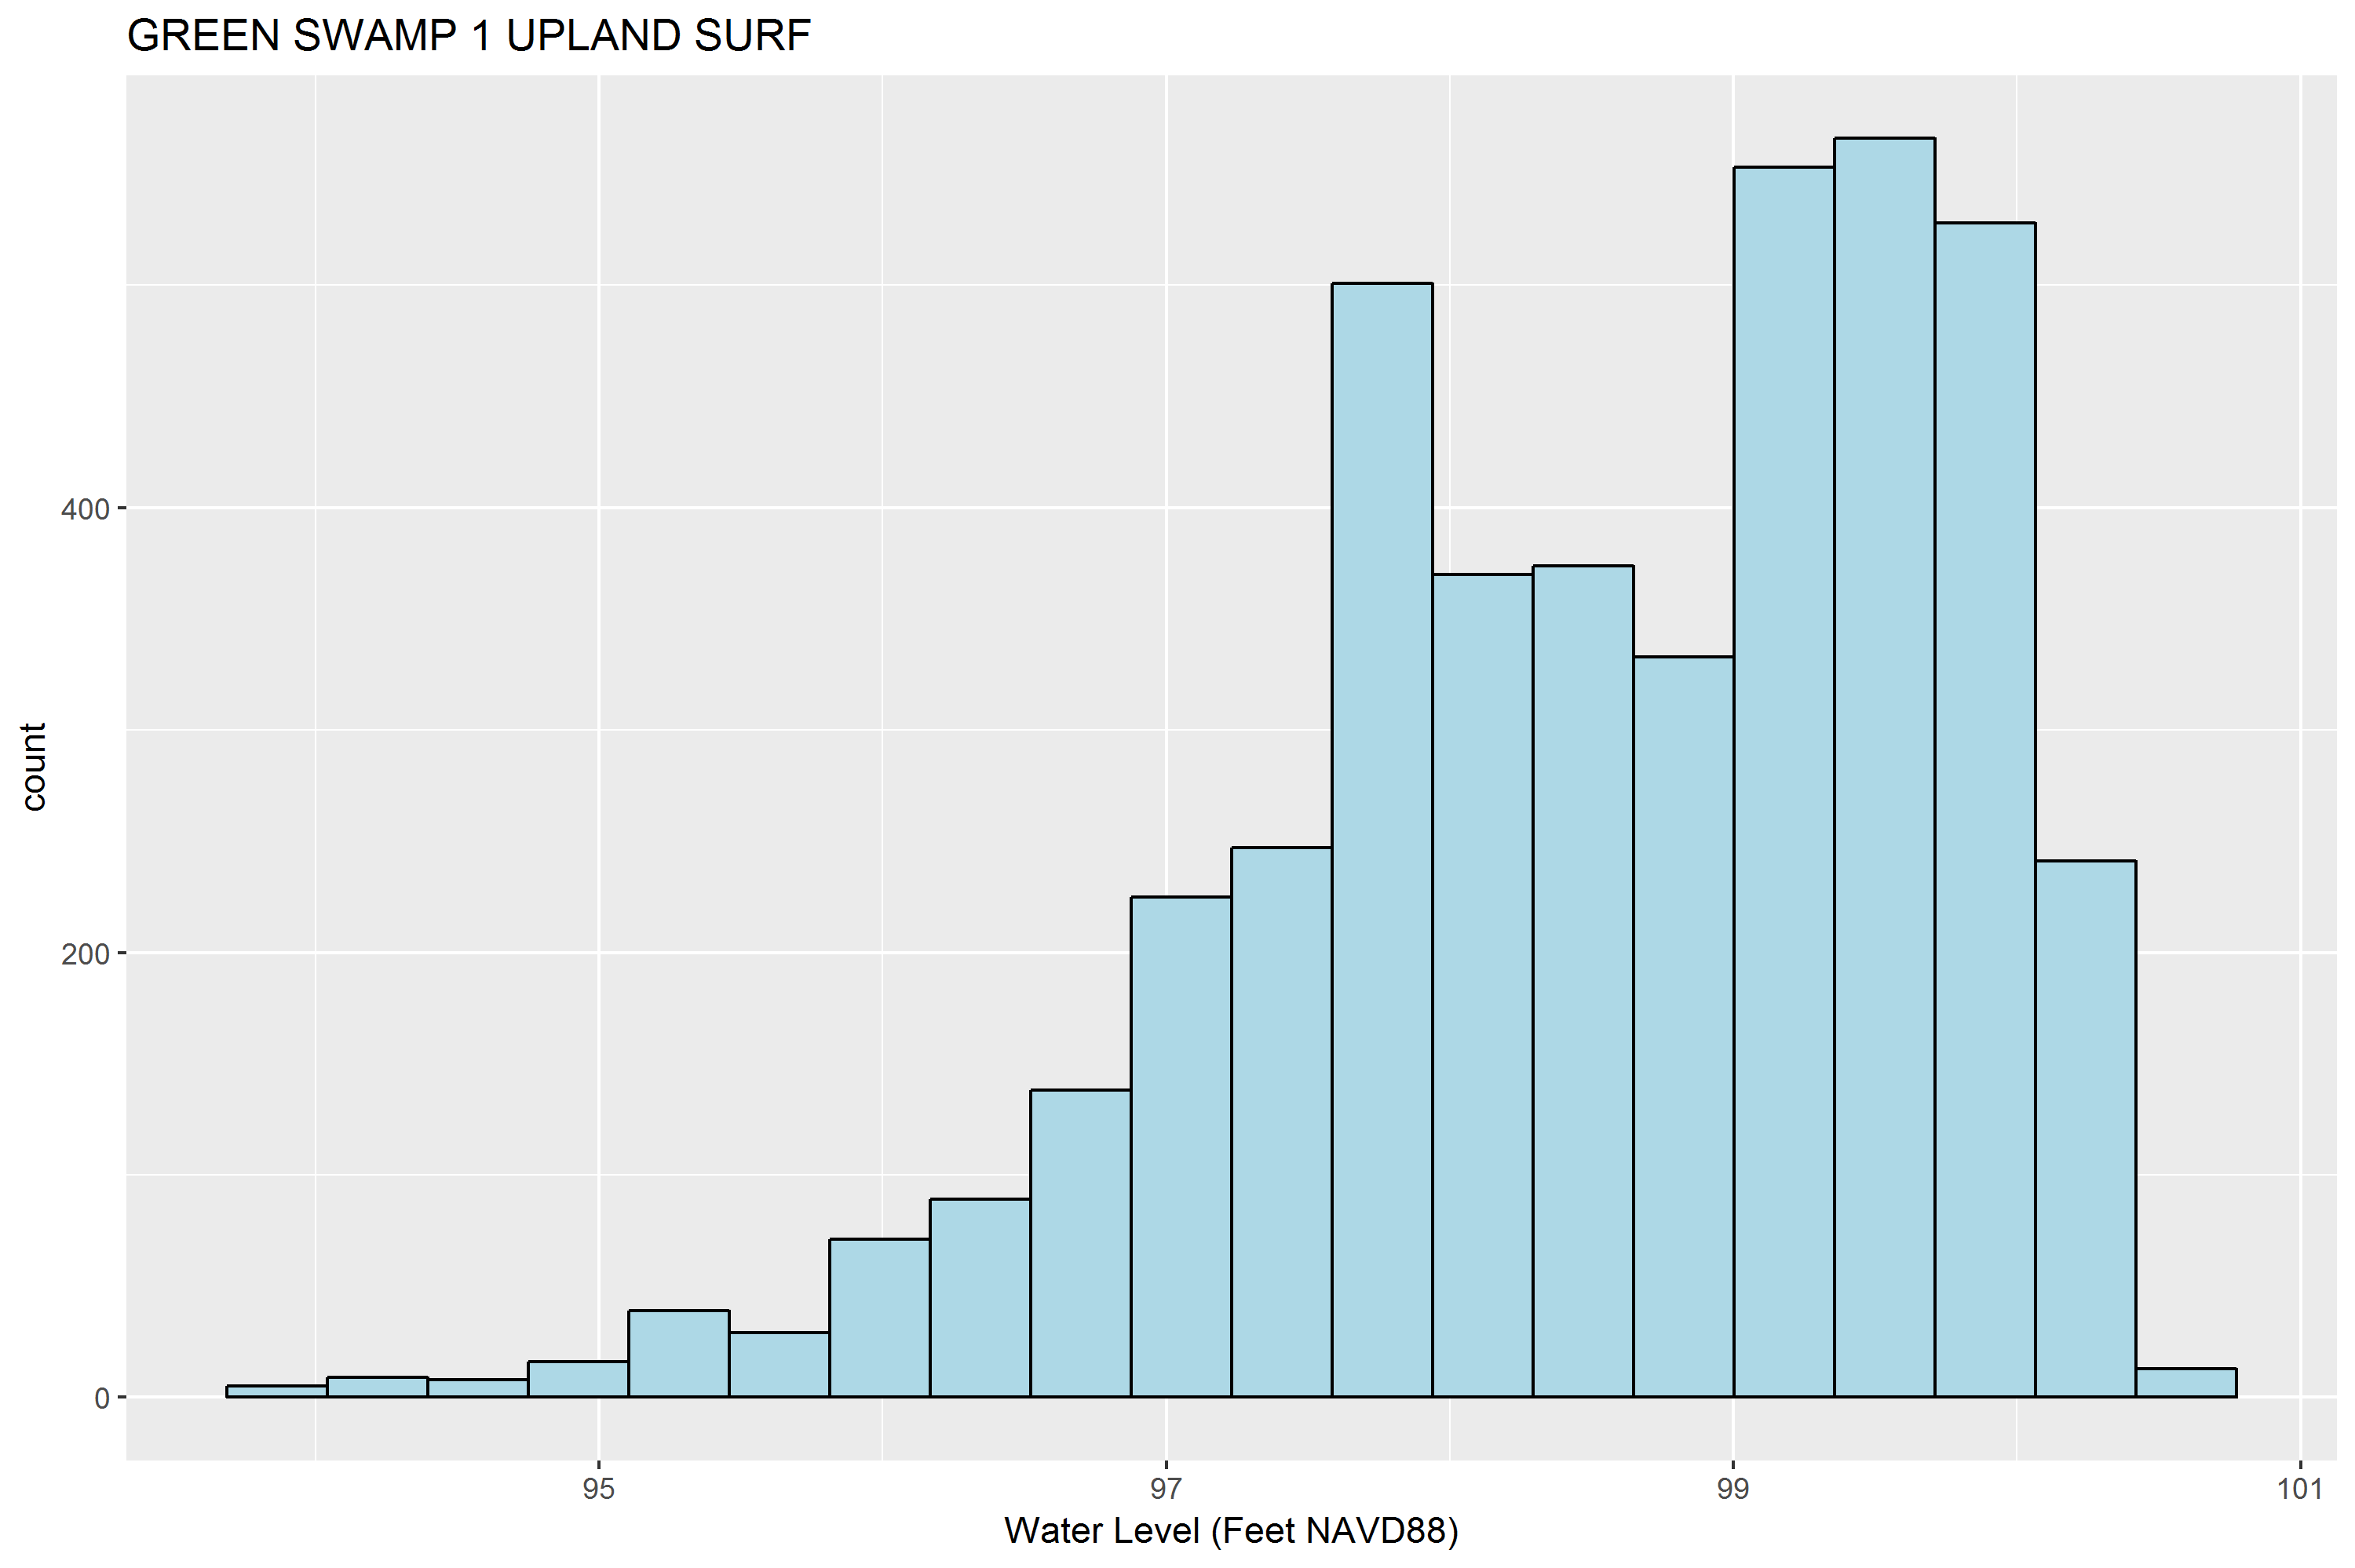 GREEN SWAMP 1 UPLAND SURF
count
400
200
0
95 97 99 101
Water Level (Feet NAVD88)